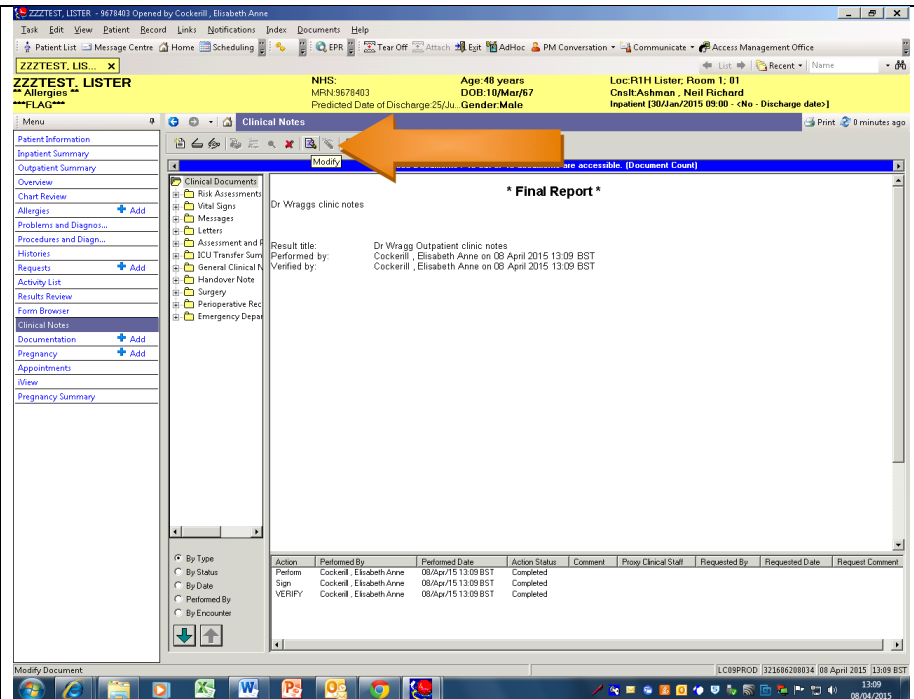 ZZZTEST, LISTER - 9678403 Opened by Cockerill , Elisabeth Anne
Task Edit View Patient Record Links Notifications Index Documents Help
Patient List Message Centre Home Scheduling EPR Tear Off Attach Exit AdHoc PM Conversation Communicate Access Management Office
ZZZTEST, LIS... × List Recent Name
ZZZTEST, LISTER NHS: Age:48 years Loc:R1H Lister; Room 1; 01
** Allergies ** MRN:9678403 DOB:10/Mar/67 Cnslt:Ashman , Neil Richard
***FLAG*** Predicted Date of Discharge:25/Ju... Gender:Male Inpatient [30/Jan/2015 09:00 - <No - Discharge date>]
Menu Clinical Notes Print 0 minutes ago
Patient Information
Inpatient Summary
Outpatient Summary
Overview
Chart Review
Allergies Add
Problems and Diagnos...
Procedures and Diagn...
Histories
Requests Add
Activity List
Results Review
Form Browser
Clinical Notes
Documentation Add
Pregnancy Add
Appointments
iView
Pregnancy Summary
Modify
documents are accessible. (Document Count)
Clinical Documents
Risk Assessments
Vital Signs
Messages
Letters
Assessment and P
ICU Transfer Sum
General Clinical N
Handover Note
Surgery
Perioperative Rec
Emergency Depar
By Type
By Status
By Date
Performed By
By Encounter
* Final Report *
Dr Wraggs clinic notes
Result title: Dr Wragg Outpatient clinic notes
Performed by: Cockerill , Elisabeth Anne on 08 April 2015 13:09 BST
Verified by: Cockerill , Elisabeth Anne on 08 April 2015 13:09 BST
Action Performed By Performed Date Action Status Comment Proxy Clinical Staff Requested By Requested Date Request Comment
Perform Cockerill , Elisabeth Anne 08/Apr/15 13:09 BST Completed
Sign Cockerill , Elisabeth Anne 08/Apr/15 13:09 BST Completed
VERIFY Cockerill , Elisabeth Anne 08/Apr/15 13:09 BST Completed
Modify Document LC09PROD 321686208034 08 April 2015 13:09 BST
13:09
08/04/2015